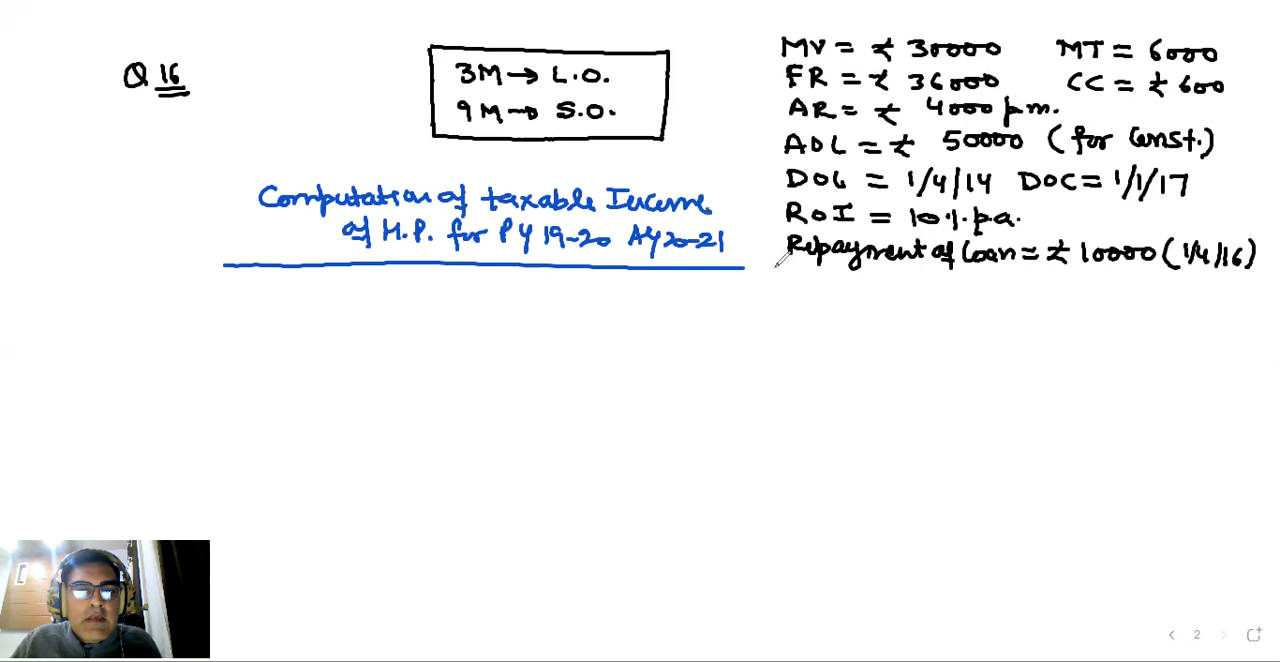 Q 16
3M → L.O.
9M → S.O.
Computation of taxable Income
of H.P. for PY 19-20 AY 20-21
MV = ₹ 30000 MT = 6000
FR = ₹ 36000 CC = ₹ 600
AR = ₹ 4000 p.m.
AOL = ₹ 50000 (for Const.)
DOL = 1/4/14 DOC = 1/1/17
ROI = 10% p.a.
Repayment of Loan = ₹ 10000 (1/4/16)
2